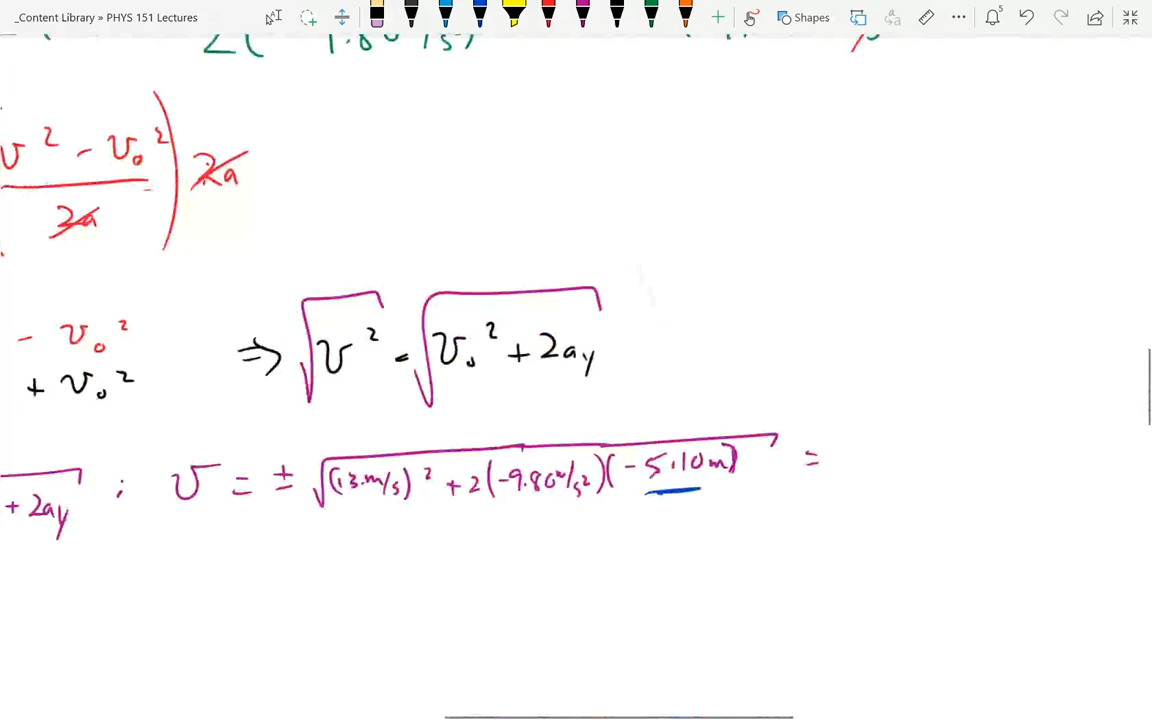 _Content Library » PHYS 151 Lectures Shapes 5
v² - v₀²
2a ) 2a
- v₀²
+ v₀²
⇒ √v² = √v₀² + 2ay
+ 2ay ; v = ± √(13.m/s)² + 2(-9.80m/s²)(-5.10m) =